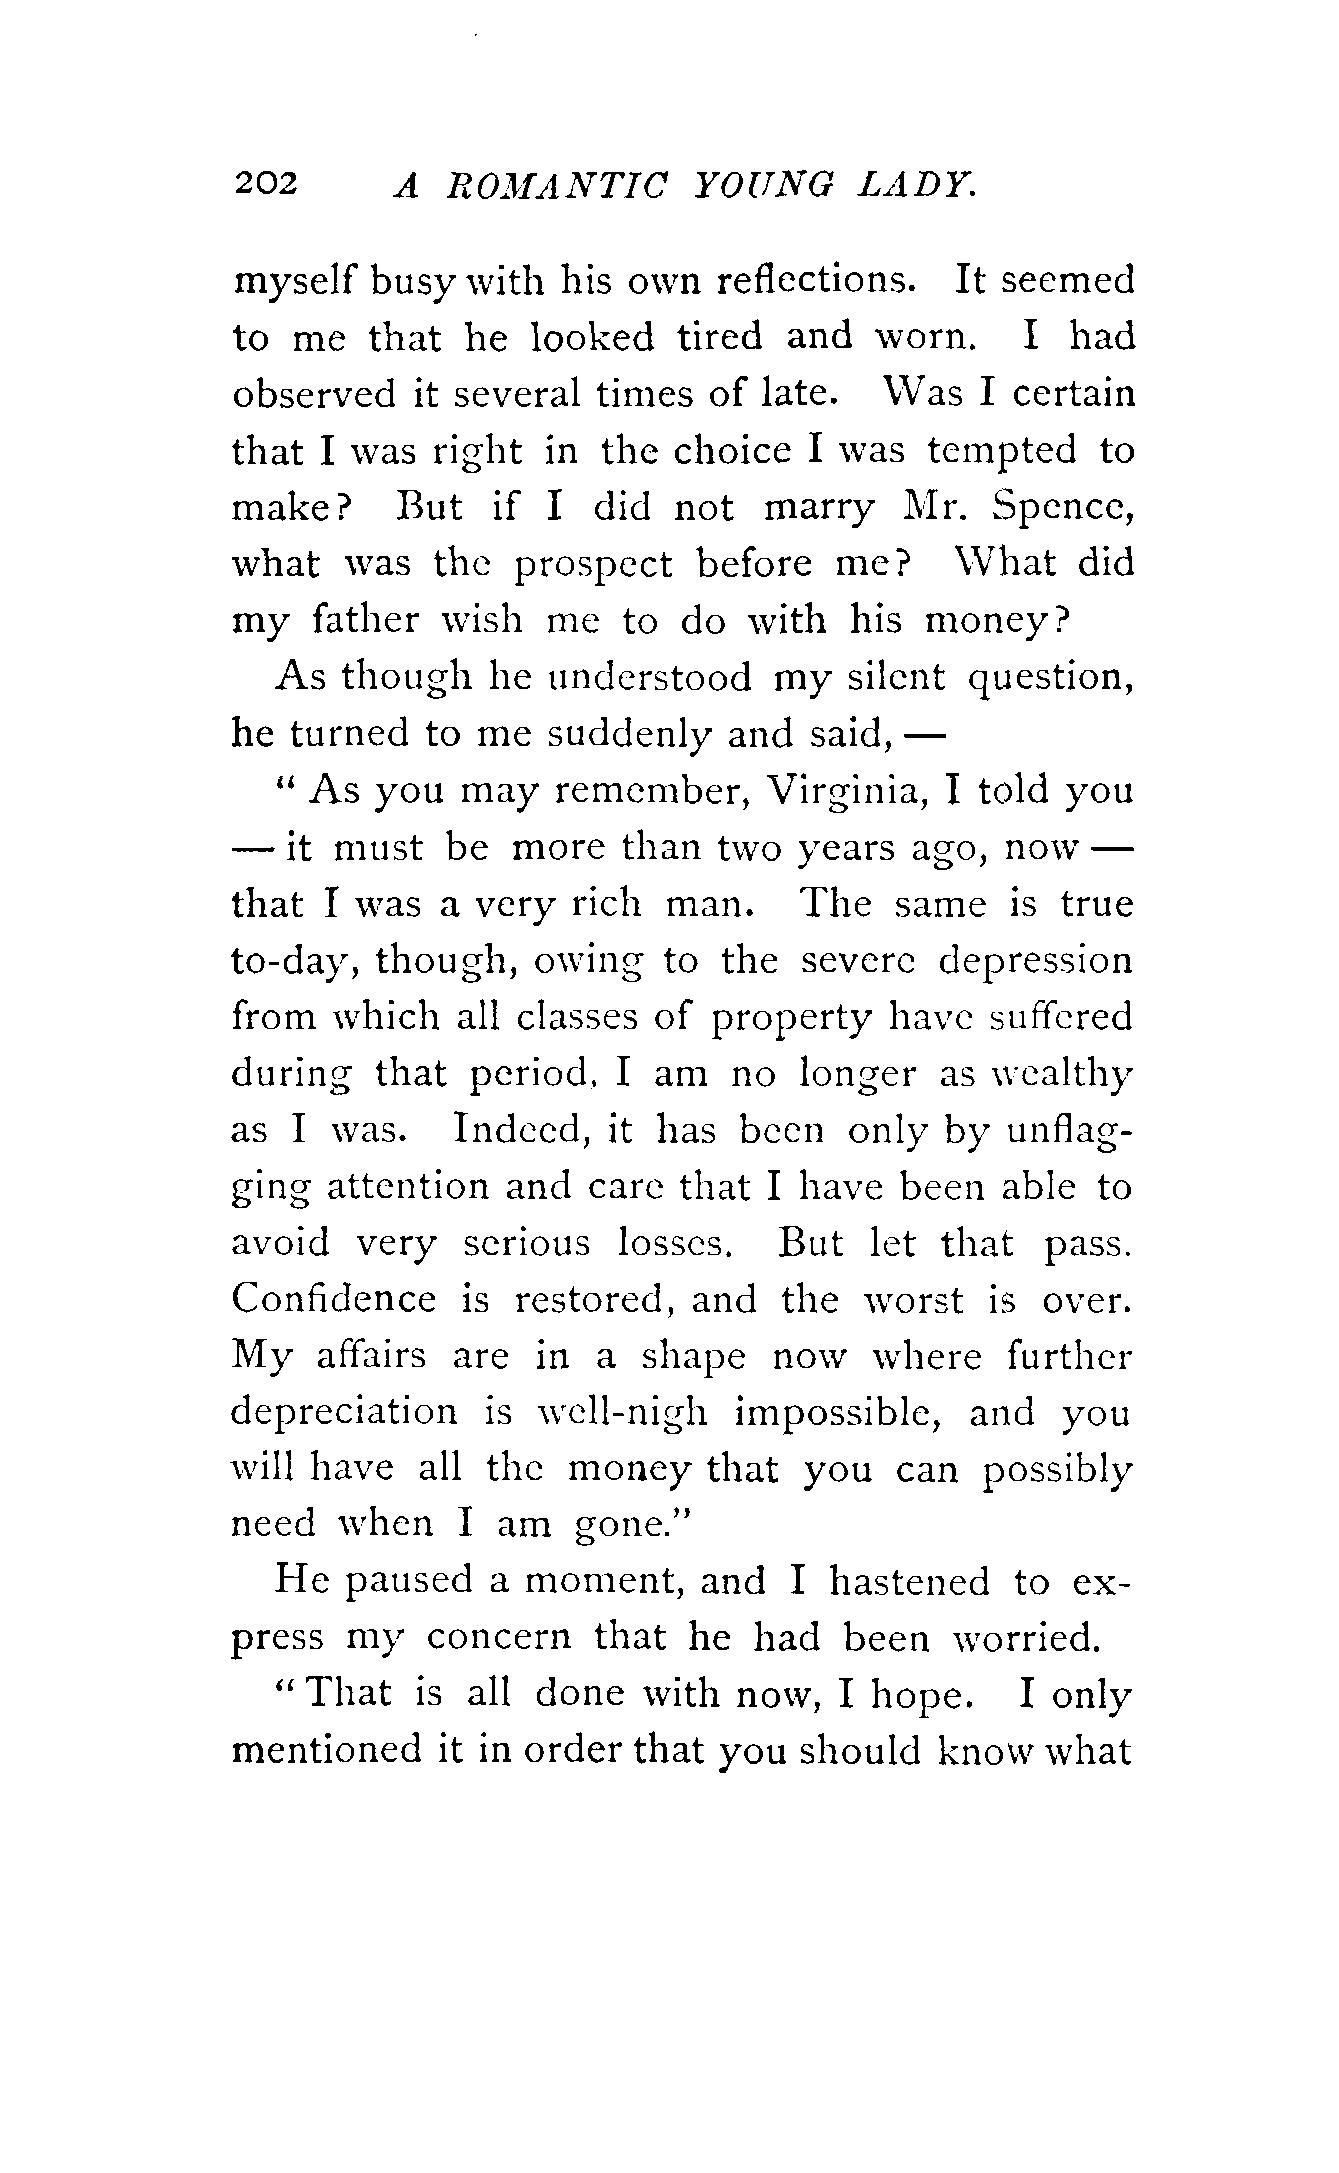 202 A ROMANTIC YOUNG LADY.
myself busy with his own reflections. It seemed
to me that he looked tired and worn. I had
observed it several times of late. Was I certain
that I was right in the choice I was tempted to
make? But if I did not marry Mr. Spence,
what was the prospect before me? What did
my father wish me to do with his money?
As though he understood my silent question,
he turned to me suddenly and said, —
" As you may remember, Virginia, I told you
— it must be more than two years ago, now —
that I was a very rich man. The same is true
to-day, though, owing to the severe depression
from which all classes of property have suffered
during that period, I am no longer as wealthy
as I was. Indeed, it has been only by unflag-
ging attention and care that I have been able to
avoid very serious losses. But let that pass.
Confidence is restored, and the worst is over.
My affairs are in a shape now where further
depreciation is well-nigh impossible, and you
will have all the money that you can possibly
need when I am gone."
He paused a moment, and I hastened to ex-
press my concern that he had been worried.
" That is all done with now, I hope. I only
mentioned it in order that you should know what